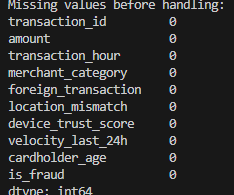 Missing values before handling:
transaction_id 0
amount 0
transaction_hour 0
merchant_category 0
foreign_transaction 0
location_mismatch 0
device_trust_score 0
velocity_last_24h 0
cardholder_age 0
is_fraud 0
dtype: int64